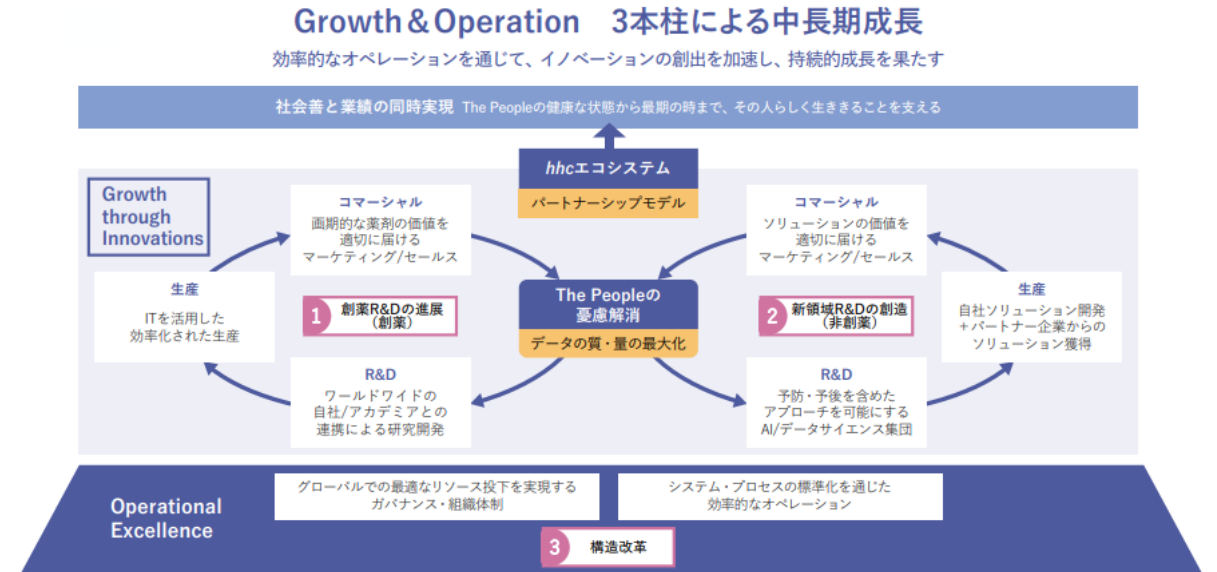 Growth＆Operation　3本柱による中長期成長
効率的なオペレーションを通じて、イノベーションの創出を加速し、持続的成長を果たす
社会善と業績の同時実現 The Peopleの健康な状態から最期の時まで、その人らしく生ききることを支える
hhcエコシステム
パートナーシップモデル
Growth
through
Innovations
コマーシャル
画期的な薬剤の価値を
適切に届ける
マーケティング/セールス
生産
ITを活用した
効率化された生産
1 創薬R&Dの進展
（創薬）
R&D
ワールドワイドの
自社/アカデミアとの
連携による研究開発
The Peopleの
憂慮解消
データの質・量の最大化
コマーシャル
ソリューションの価値を
適切に届ける
マーケティング/セールス
2 新領域R&Dの創造
（非創薬）
生産
自社ソリューション開発
＋パートナー企業からの
ソリューション獲得
R&D
予防・予後を含めた
アプローチを可能にする
AI/データサイエンス集団
Operational
Excellence
グローバルでの最適なリソース投下を実現する
ガバナンス・組織体制
システム・プロセスの標準化を通じた
効率的なオペレーション
3 構造改革